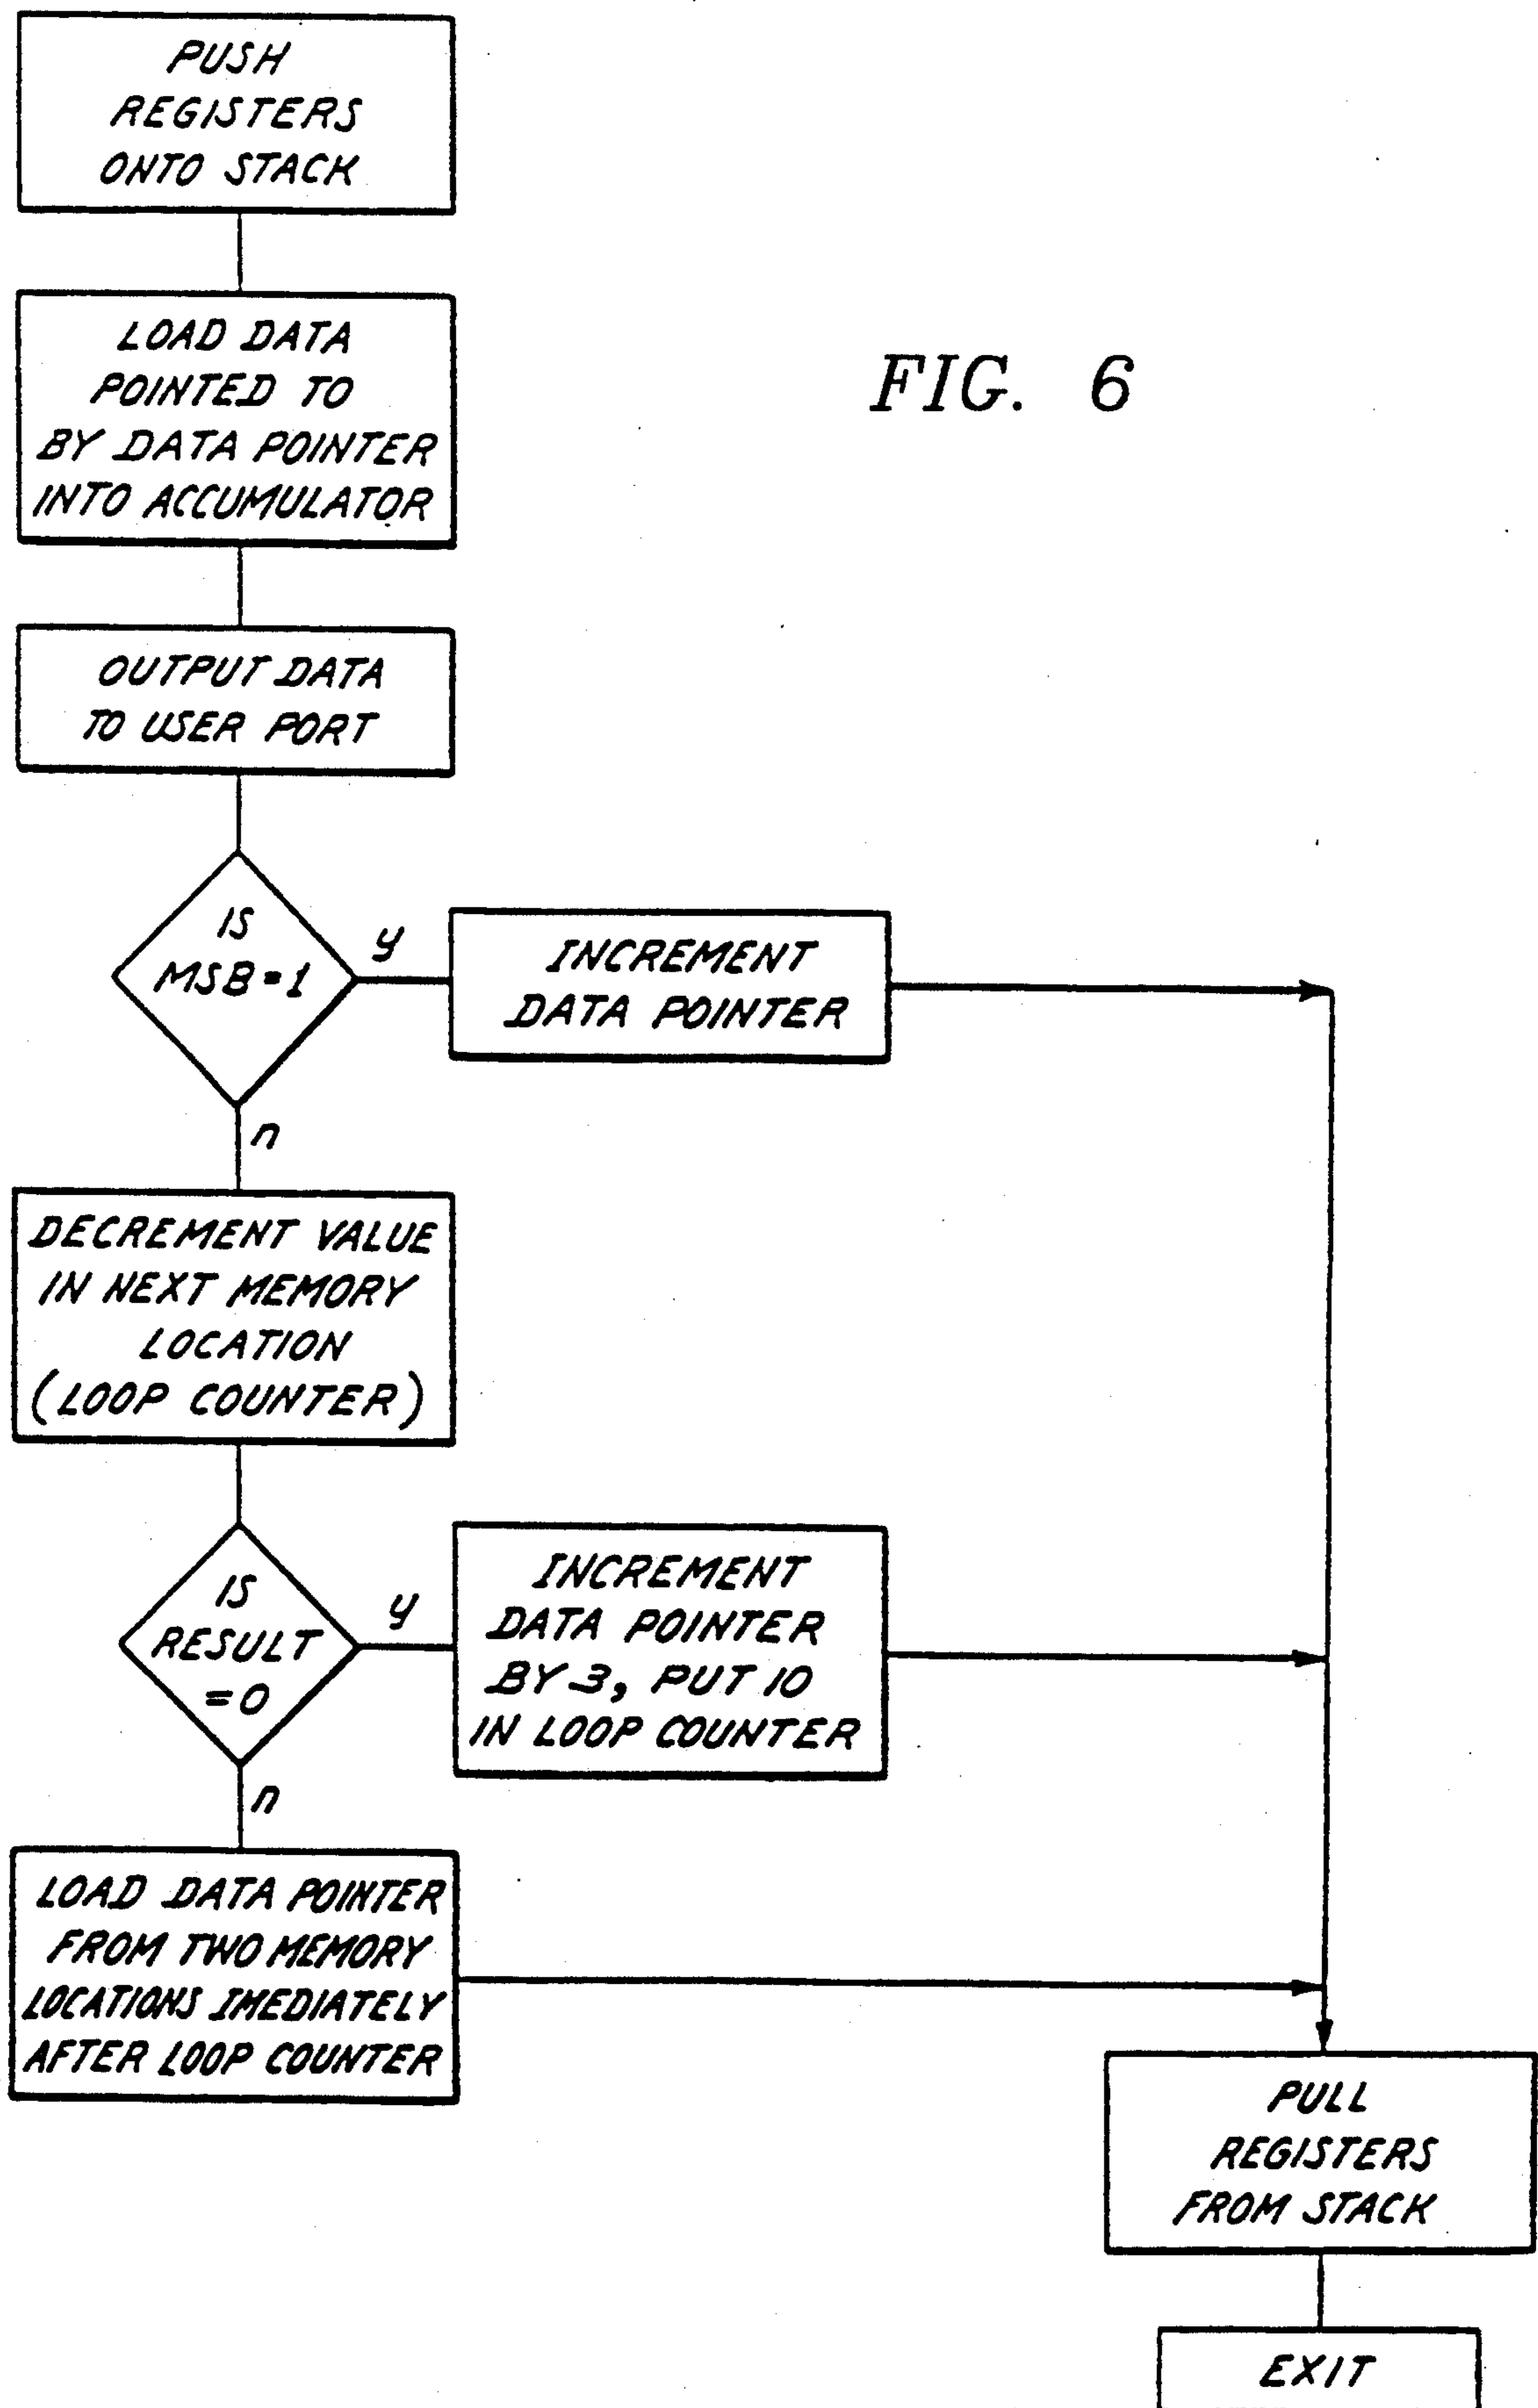 PUSH
REGISTERS
ONTO STACK
LOAD DATA
POINTED TO
BY DATA POINTER
INTO ACCUMULATOR
FIG. 6
OUTPUT DATA
TO USER PORT
IS
MSB=1
y
INCREMENT
DATA POINTER
n
DECREMENT VALUE
IN NEXT MEMORY
LOCATION
(LOOP COUNTER)
IS
RESULT
=0
y
INCREMENT
DATA POINTER
BY 3, PUT 10
IN LOOP COUNTER
n
LOAD DATA POINTER
FROM TWO MEMORY
LOCATIONS IMEDIATELY
AFTER LOOP COUNTER
PULL
REGISTERS
FROM STACK
EXIT